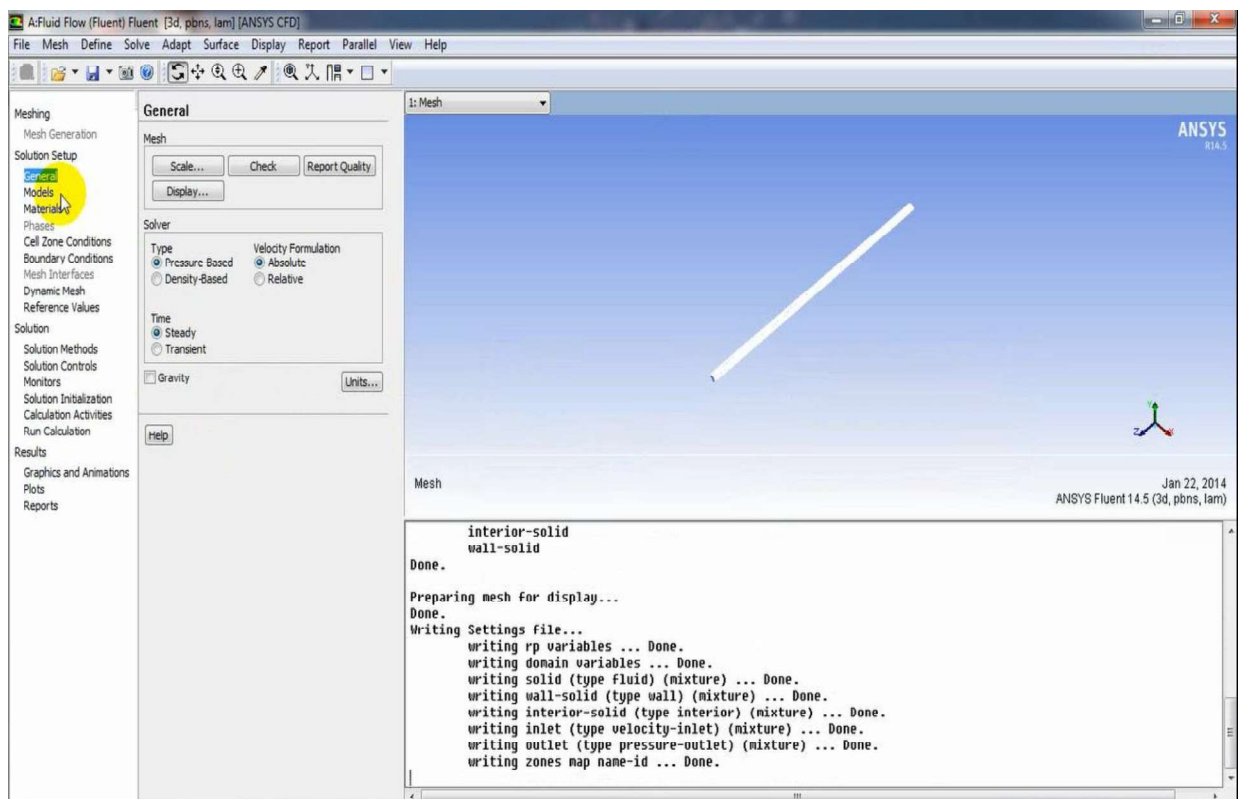 A:Fluid Flow (Fluent) Fluent [3d, pbns, lam] [ANSYS CFD]
File Mesh Define Solve Adapt Surface Display Report Parallel View Help
Meshing
Mesh Generation
Solution Setup
General
Models
Materials
Phases
Cell Zone Conditions
Boundary Conditions
Mesh Interfaces
Dynamic Mesh
Reference Values
Solution
Solution Methods
Solution Controls
Monitors
Solution Initialization
Calculation Activities
Run Calculation
Results
Graphics and Animations
Plots
Reports
General
Mesh
Scale... Check Report Quality
Display...
Solver
Type Velocity Formulation
Pressure Based Absolute
Density-Based Relative
Time
Steady
Transient
Gravity Units...
Help
1: Mesh
ANSYS
R14.5
Y
Z X
Mesh Jan 22, 2014
ANSYS Fluent 14.5 (3d, pbns, lam)
interior-solid
wall-solid
Done.
Preparing mesh for display...
Done.
Writing Settings file...
writing rp variables ... Done.
writing domain variables ... Done.
writing solid (type fluid) (mixture) ... Done.
writing wall-solid (type wall) (mixture) ... Done.
writing interior-solid (type interior) (mixture) ... Done.
writing inlet (type velocity-inlet) (mixture) ... Done.
writing outlet (type pressure-outlet) (mixture) ... Done.
writing zones map name-id ... Done.